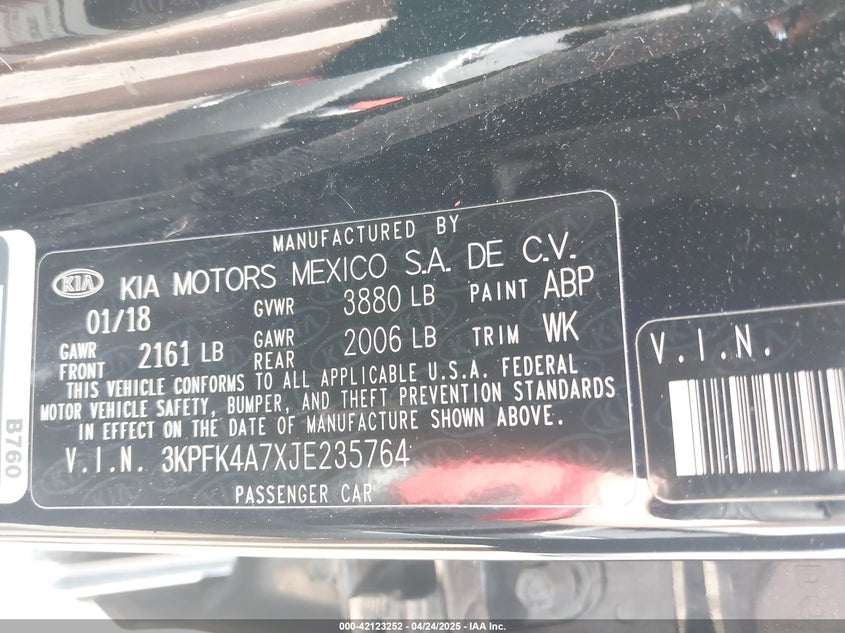 MANUFACTURED BY
KIA KIA MOTORS MEXICO S.A. DE C.V.
01/18 GVWR 3880 LB PAINT ABP
GAWR FRONT 2161 LB GAWR REAR 2006 LB TRIM WK
THIS VEHICLE CONFORMS TO ALL APPLICABLE U.S.A. FEDERAL
MOTOR VEHICLE SAFETY, BUMPER, AND THEFT PREVENTION STANDARDS
IN EFFECT ON THE DATE OF MANUFACTURE SHOWN ABOVE.
V.I.N. 3KPFK4A7XJE235764
PASSENGER CAR
B760
V.I.N.
000-42123252 - 04/24/2025 - IAA Inc.